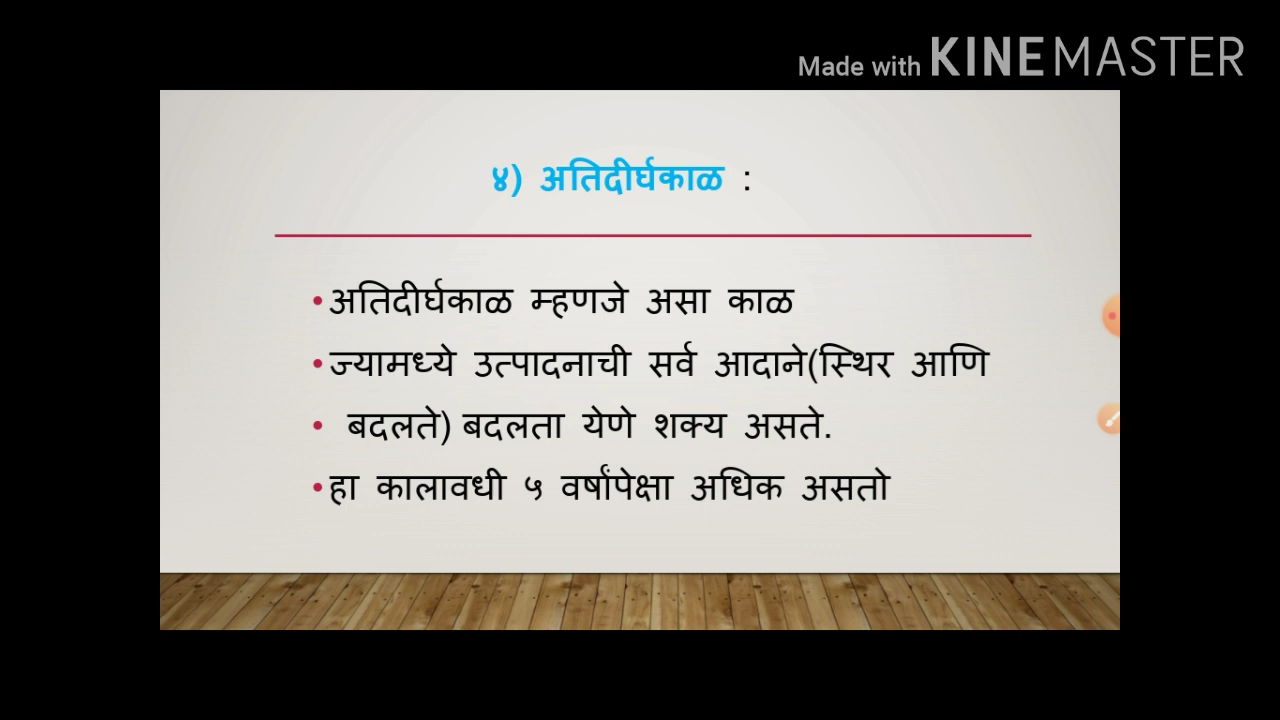 Made with KINEMASTER
४) अतिदीर्घकाळ :
•अतिदीर्घकाळ म्हणजे असा काळ
•ज्यामध्ये उत्पादनाची सर्व आदाने(स्थिर आणि
• बदलते) बदलता येणे शक्य असते.
•हा कालावधी ५ वर्षांपेक्षा अधिक असतो